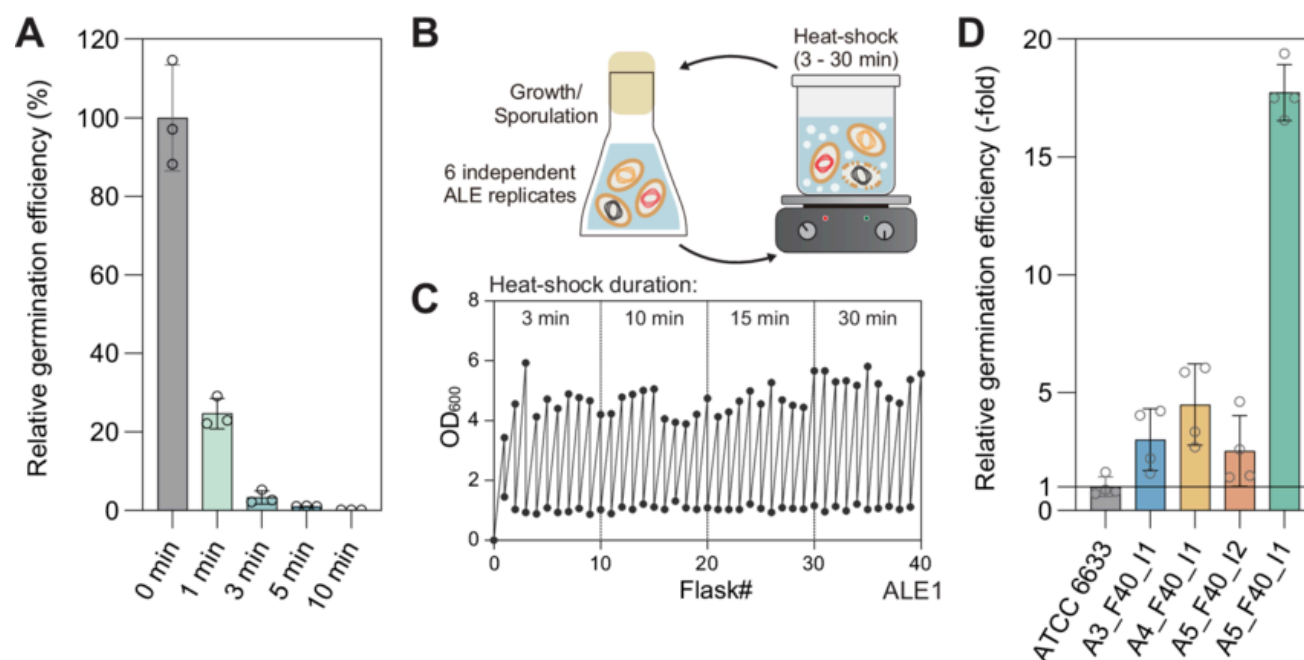 A
Relative germination efficiency (%)
120
100
80
60
40
20
0
0 min
1 min
3 min
5 min
10 min
B
Growth/
Sporulation
6 independent
ALE replicates
Heat-shock
(3 - 30 min)
C
Heat-shock duration:
3 min
10 min
15 min
30 min
OD600
8
6
4
2
0
0
10
20
30
40
Flask#
ALE1
D
Relative germination efficiency (-fold)
20
15
10
5
1
0
ATCC 6633
A3_F40_I1
A4_F40_I1
A5_F40_I2
A5_F40_I1